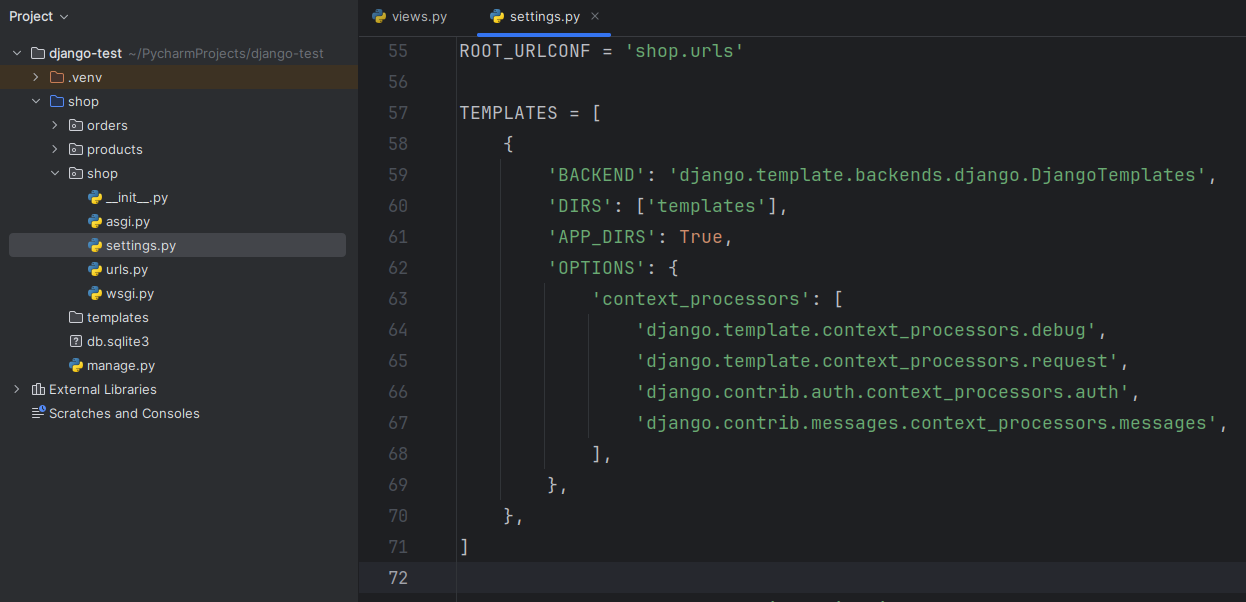 Project
django-test ~/PycharmProjects/django-test
.venv
shop
orders
products
shop
__init__.py
asgi.py
settings.py
urls.py
wsgi.py
templates
db.sqlite3
manage.py
External Libraries
Scratches and Consoles
views.py settings.py
55 ROOT_URLCONF = 'shop.urls'
56
57 TEMPLATES = [
58     {
59         'BACKEND': 'django.template.backends.django.DjangoTemplates',
60         'DIRS': ['templates'],
61         'APP_DIRS': True,
62         'OPTIONS': {
63             'context_processors': [
64                 'django.template.context_processors.debug',
65                 'django.template.context_processors.request',
66                 'django.contrib.auth.context_processors.auth',
67                 'django.contrib.messages.context_processors.messages',
68             ],
69         },
70     },
71 ]
72